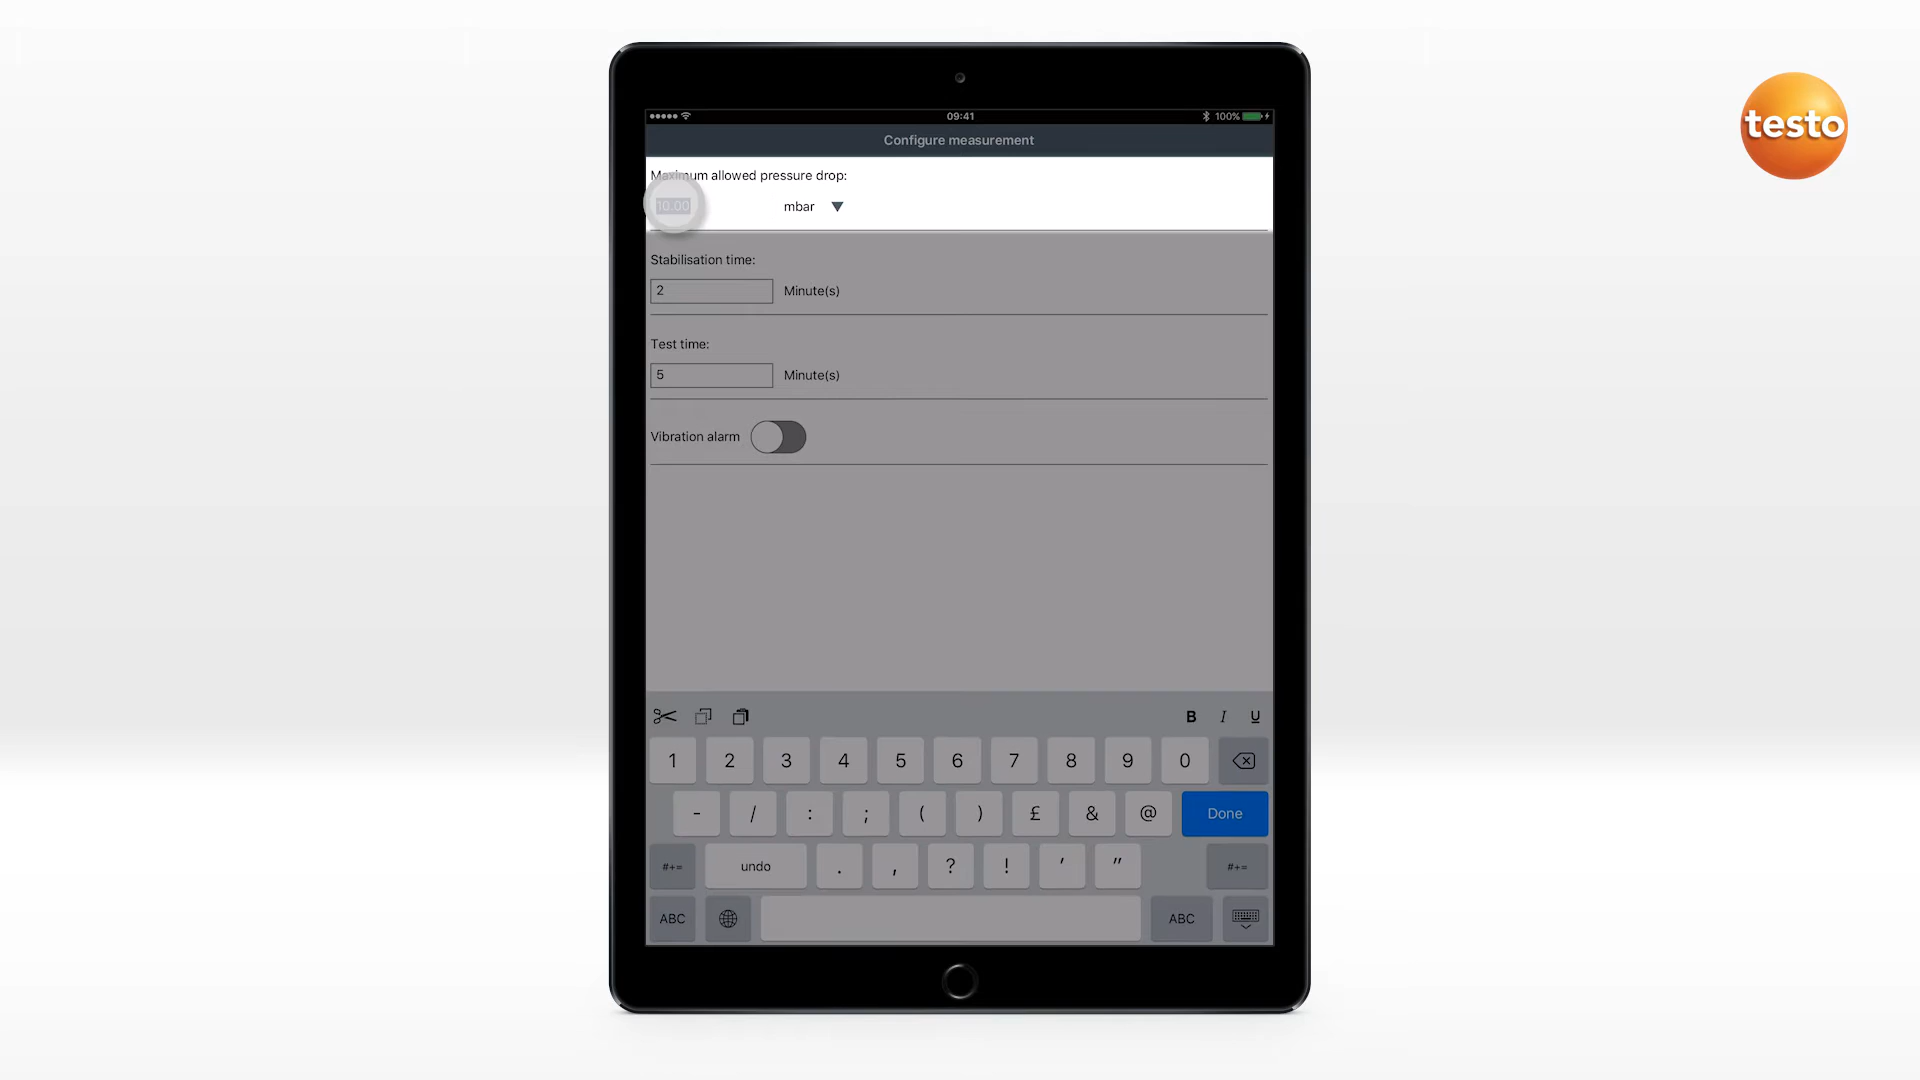 testo
09:41
100%
Configure measurement
Maximum allowed pressure drop:
10.00 mbar
Stabilisation time:
2 Minute(s)
Test time:
5 Minute(s)
Vibration alarm
B I U
1 2 3 4 5 6 7 8 9 0
- / : ; ( ) £ & @ Done
#+= undo . , ? ! ' " #+=
ABC ABC